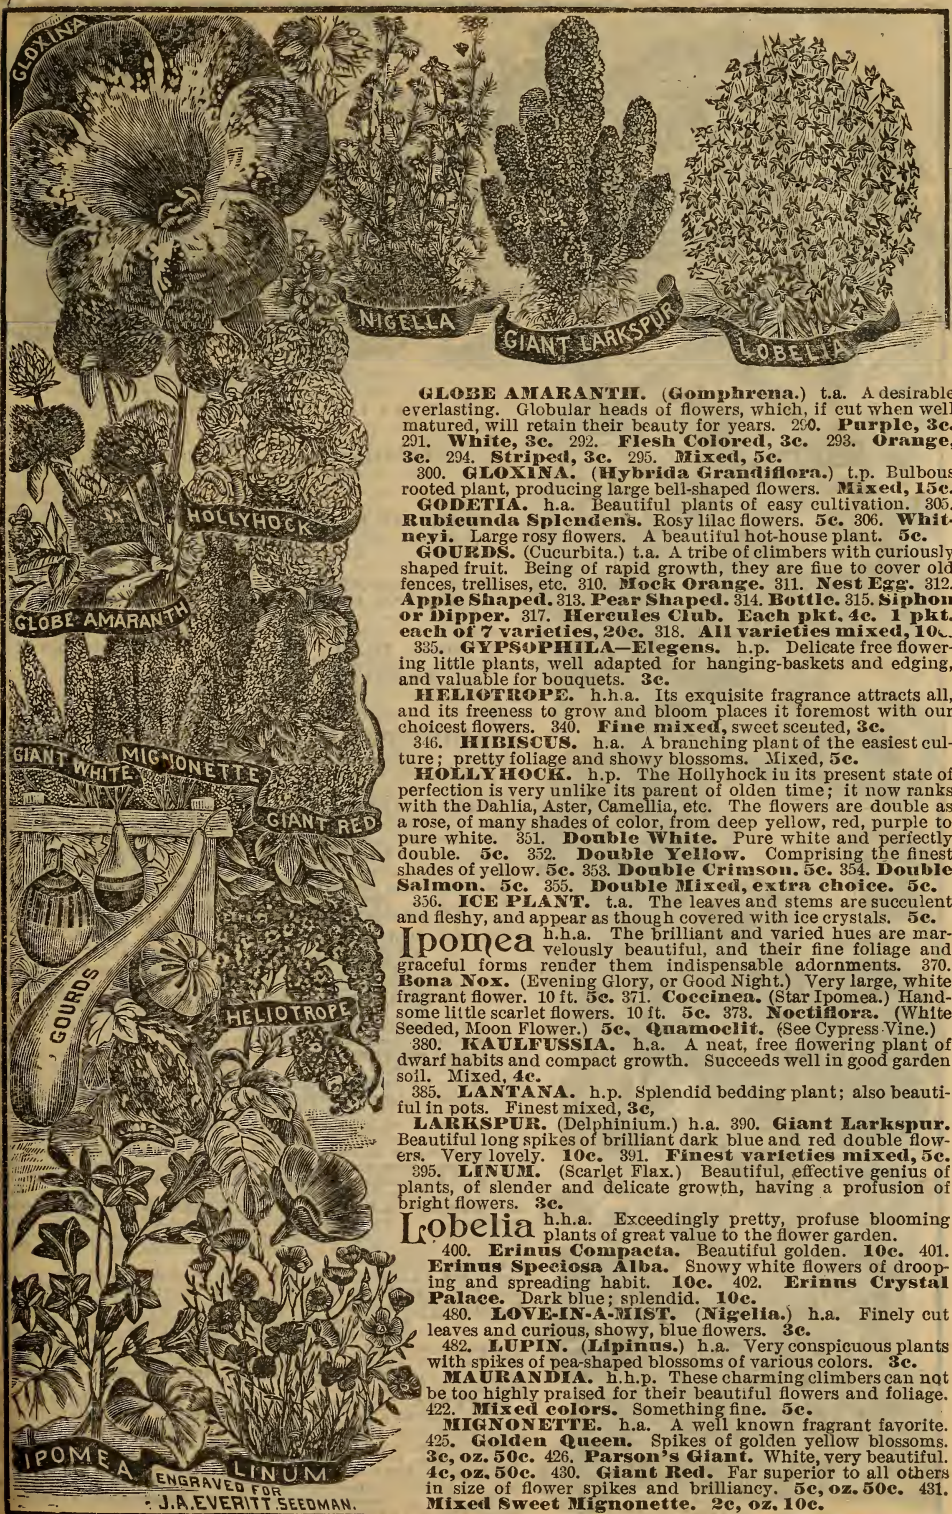 GLOXINA
NIGELLA
GIANT LARKSPUR
LOBELIA
HOLLYHOCK
GLOBE AMARANTH
GIANT WHITE
MIGNONETTE
GIANT RED
GOURDS
HELIOTROPE
IPOMEA
LINUM
ENGRAVED FOR
J.A. EVERITT. SEEDMAN.
GLOBE AMARANTH. (Gomphrena.) t.a. A desirable
everlasting. Globular heads of flowers, which, if cut when well
matured, will retain their beauty for years. 290. Purple, 3c.
291. White, 3c. 292. Flesh Colored, 3c. 293. Orange,
3c. 294. Striped, 3c. 295. Mixed, 5c.
300. GLOXINA. (Hybrida Grandiflora.) t.p. Bulbous
rooted plant, producing large bell-shaped flowers. Mixed, 15c.
GODETIA. h.a. Beautiful plants of easy cultivation. 305.
Rubicunda Splendens. Rosy lilac flowers. 5c. 306. Whit-
neyi. Large rosy flowers. A beautiful hot-house plant. 5c.
GOURDS. (Cucurbita.) t.a. A tribe of climbers with curiously
shaped fruit. Being of rapid growth, they are fine to cover old
fences, trellises, etc. 310. Mock Orange. 311. Nest Egg. 312.
Apple Shaped. 313. Pear Shaped. 314. Bottle. 315. Siphon
or Dipper. 317. Hercules Club. Each pkt. 4c. 1 pkt.
each of 7 varieties, 20c. 318. All varieties mixed, 10c.
335. GYPSOPHILA—Elegens. h.p. Delicate free flower-
ing little plants, well adapted for hanging-baskets and edging,
and valuable for bouquets. 3c.
HELIOTROPE. h.h.a. Its exquisite fragrance attracts all,
and its freeness to grow and bloom places it foremost with our
choicest flowers. 340. Fine mixed, sweet scented, 3c.
346. HIBISCUS. h.a. A branching plant of the easiest cul-
ture; pretty foliage and showy blossoms. Mixed, 5c.
HOLLYHOCK. h.p. The Hollyhock in its present state of
perfection is very unlike its parent of olden time; it now ranks
with the Dahlia, Aster, Camellia, etc. The flowers are double as
a rose, of many shades of color, from deep yellow, red, purple to
pure white. 351. Double White. Pure white and perfectly
double. 5c. 352. Double Yellow. Comprising the finest
shades of yellow. 5c. 353. Double Crimson. 5c. 354. Double
Salmon. 5c. 355. Double Mixed, extra choice. 5c.
356. ICE PLANT. t.a. The leaves and stems are succulent
and fleshy, and appear as though covered with ice crystals. 5c.
Ipomea h.h.a. The brilliant and varied hues are mar-
velously beautiful, and their fine foliage and
graceful forms render them indispensable adornments. 370.
Bona Nox. (Evening Glory, or Good Night.) Very large, white
fragrant flower. 10 ft. 5c. 371. Coccinea. (Star Ipomea.) Hand-
some little scarlet flowers. 10 ft. 5c. 373. Noctiflora. (White
Seeded, Moon Flower.) 5c, Quamoclit. (See Cypress Vine.)
380. KAULFUSSIA. h.a. A neat, free flowering plant of
dwarf habits and compact growth. Succeeds well in good garden
soil. Mixed, 4c.
385. LANTANA. h.p. Splendid bedding plant; also beauti-
ful in pots. Finest mixed, 3c,
LARKSPUR. (Delphinium.) h.a. 390. Giant Larkspur.
Beautiful long spikes of brilliant dark blue and red double flow-
ers. Very lovely. 10c. 391. Finest varieties mixed, 5c.
395. LINUM. (Scarlet Flax.) Beautiful, effective genius of
plants, of slender and delicate growth, having a profusion of
bright flowers. 3c.
Lobelia h.h.a. Exceedingly pretty, profuse blooming
plants of great value to the flower garden.
400. Erinus Compacta. Beautiful golden. 10c. 401.
Erinus Speciosa Alba. Snowy white flowers of droop-
ing and spreading habit. 10c. 402. Erinus Crystal
Palace. Dark blue; splendid. 10c.
480. LOVE-IN-A-MIST. (Nigelia.) h.a. Finely cut
leaves and curious, showy, blue flowers. 3c.
482. LUPIN. (Lipinus.) h.a. Very conspicuous plants
with spikes of pea-shaped blossoms of various colors. 3c.
MAURANDIA. h.h.p. These charming climbers can not
be too highly praised for their beautiful flowers and foliage.
422. Mixed colors. Something fine. 5c.
MIGNONETTE. h.a. A well known fragrant favorite.
425. Golden Queen. Spikes of golden yellow blossoms.
3c, oz. 50c. 426. Parson's Giant. White, very beautiful.
4c, oz. 50c. 430. Giant Red. Far superior to all others
in size of flower spikes and brilliancy. 5c, oz. 50c. 431.
Mixed Sweet Mignonette. 2c, oz. 10c.